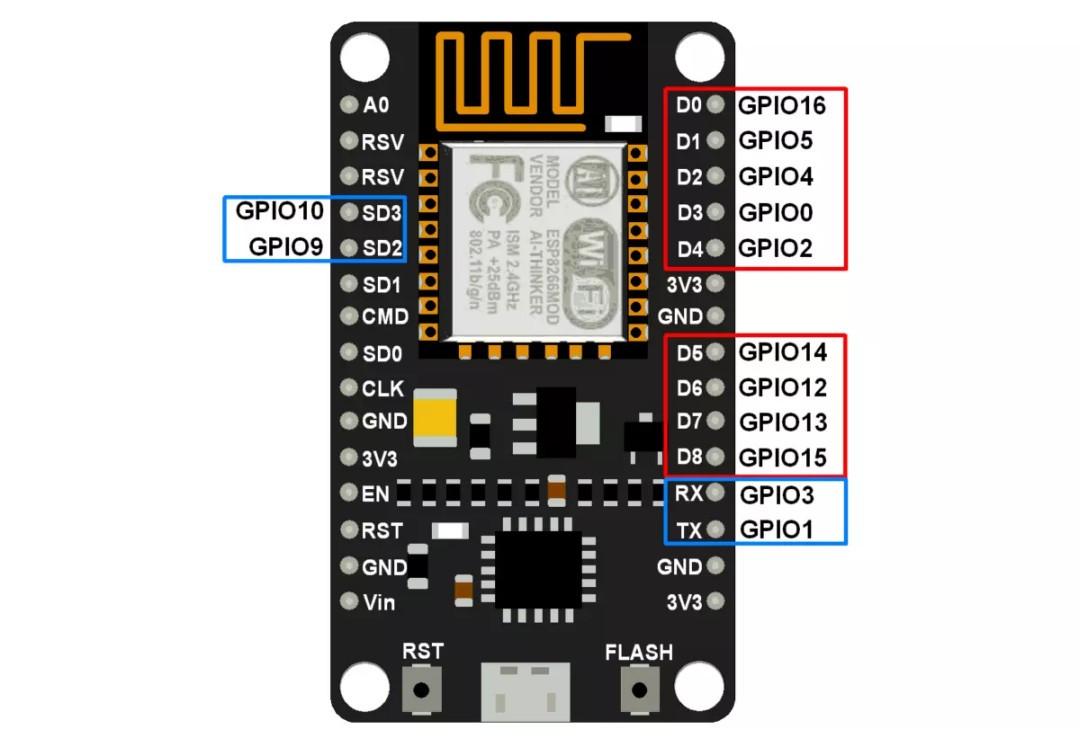 A0
RSV
RSV
GPIO10 SD3
GPIO9 SD2
SD1
CMD
SD0
CLK
GND
3V3
EN
RST
GND
Vin
FC
MODEL
VENDOR
ISM 2.4GHz
PA +25dBm
802.11b/g/n
ESP8266MOD
AI-THINKER
AI
Wi Fi
D0 GPIO16
D1 GPIO5
D2 GPIO4
D3 GPIO0
D4 GPIO2
3V3
GND
D5 GPIO14
D6 GPIO12
D7 GPIO13
D8 GPIO15
RX GPIO3
TX GPIO1
GND
3V3
RST
FLASH